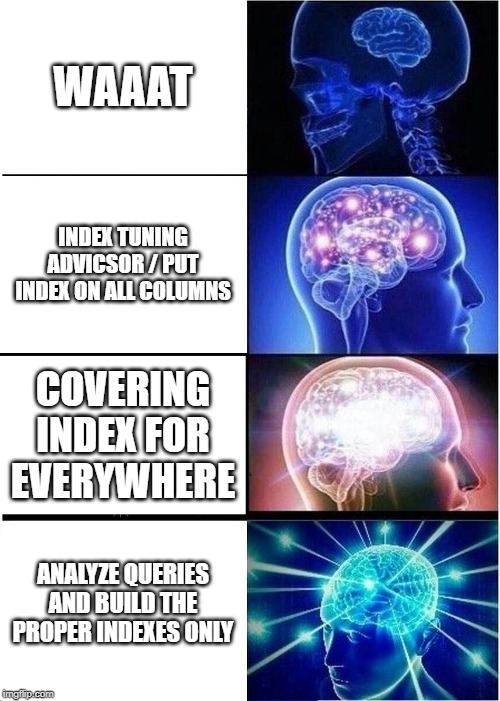 WAAAT
INDEX TUNING
ADVICSOR / PUT
INDEX ON ALL COLUMNS
COVERING
INDEX FOR
EVERYWHERE
ANALYZE QUERIES
AND BUILD THE
PROPER INDEXES ONLY
imgflip.com